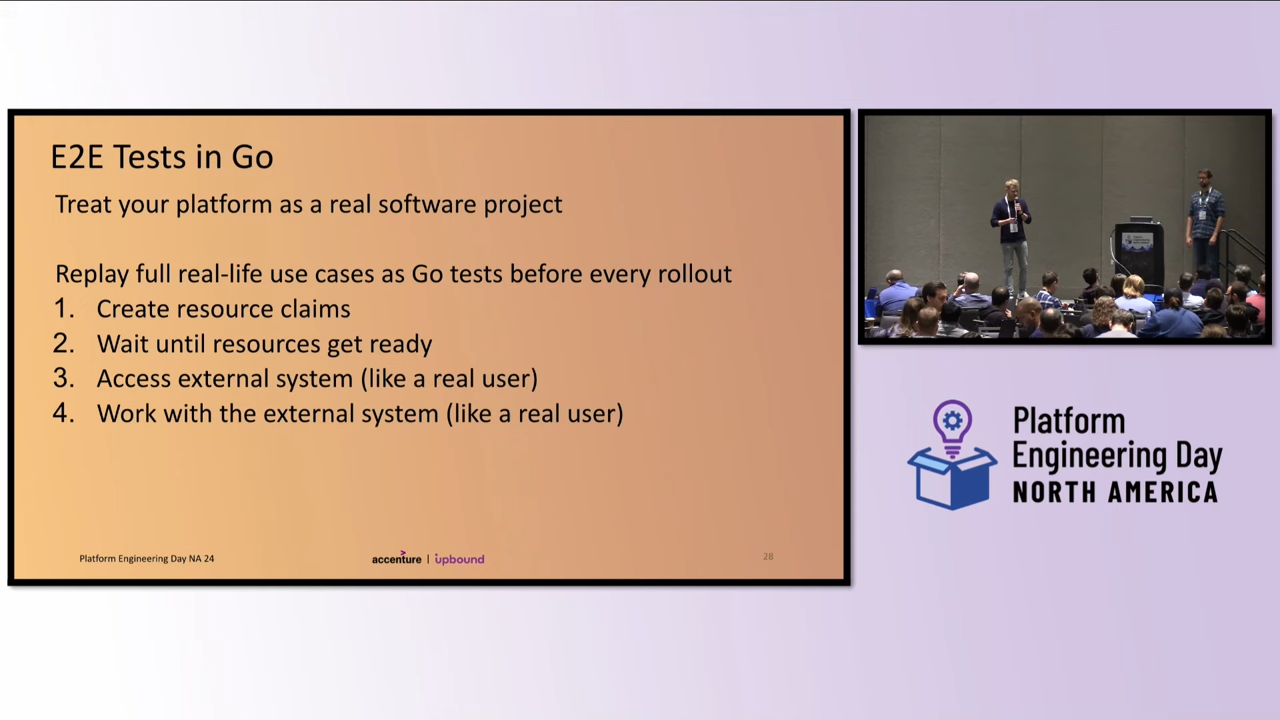 E2E Tests in Go
Treat your platform as a real software project
Replay full real-life use cases as Go tests before every rollout
1. Create resource claims
2. Wait until resources get ready
3. Access external system (like a real user)
4. Work with the external system (like a real user)
Platform Engineering Day NA 24
accenture | upbound
28
Platform
Engineering Day
NORTH AMERICA